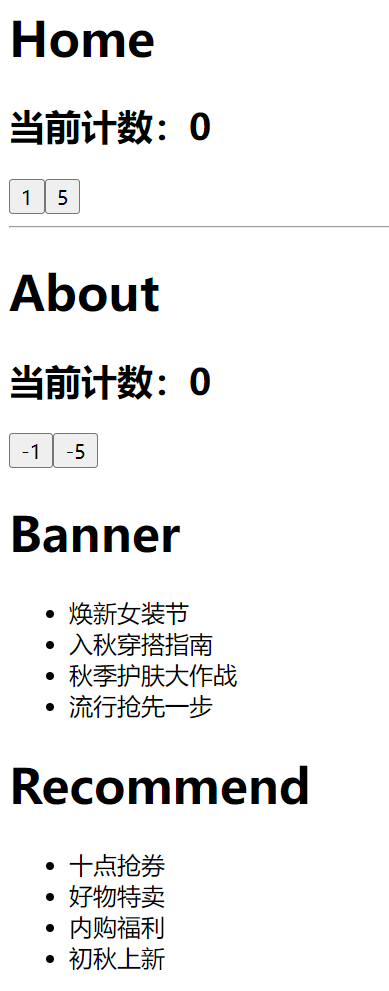 Home
当前计数：0
1 5
About
当前计数：0
-1 -5
Banner
焕新女装节
入秋穿搭指南
秋季护肤大作战
流行抢先一步
Recommend
十点抢券
好物特卖
内购福利
初秋上新